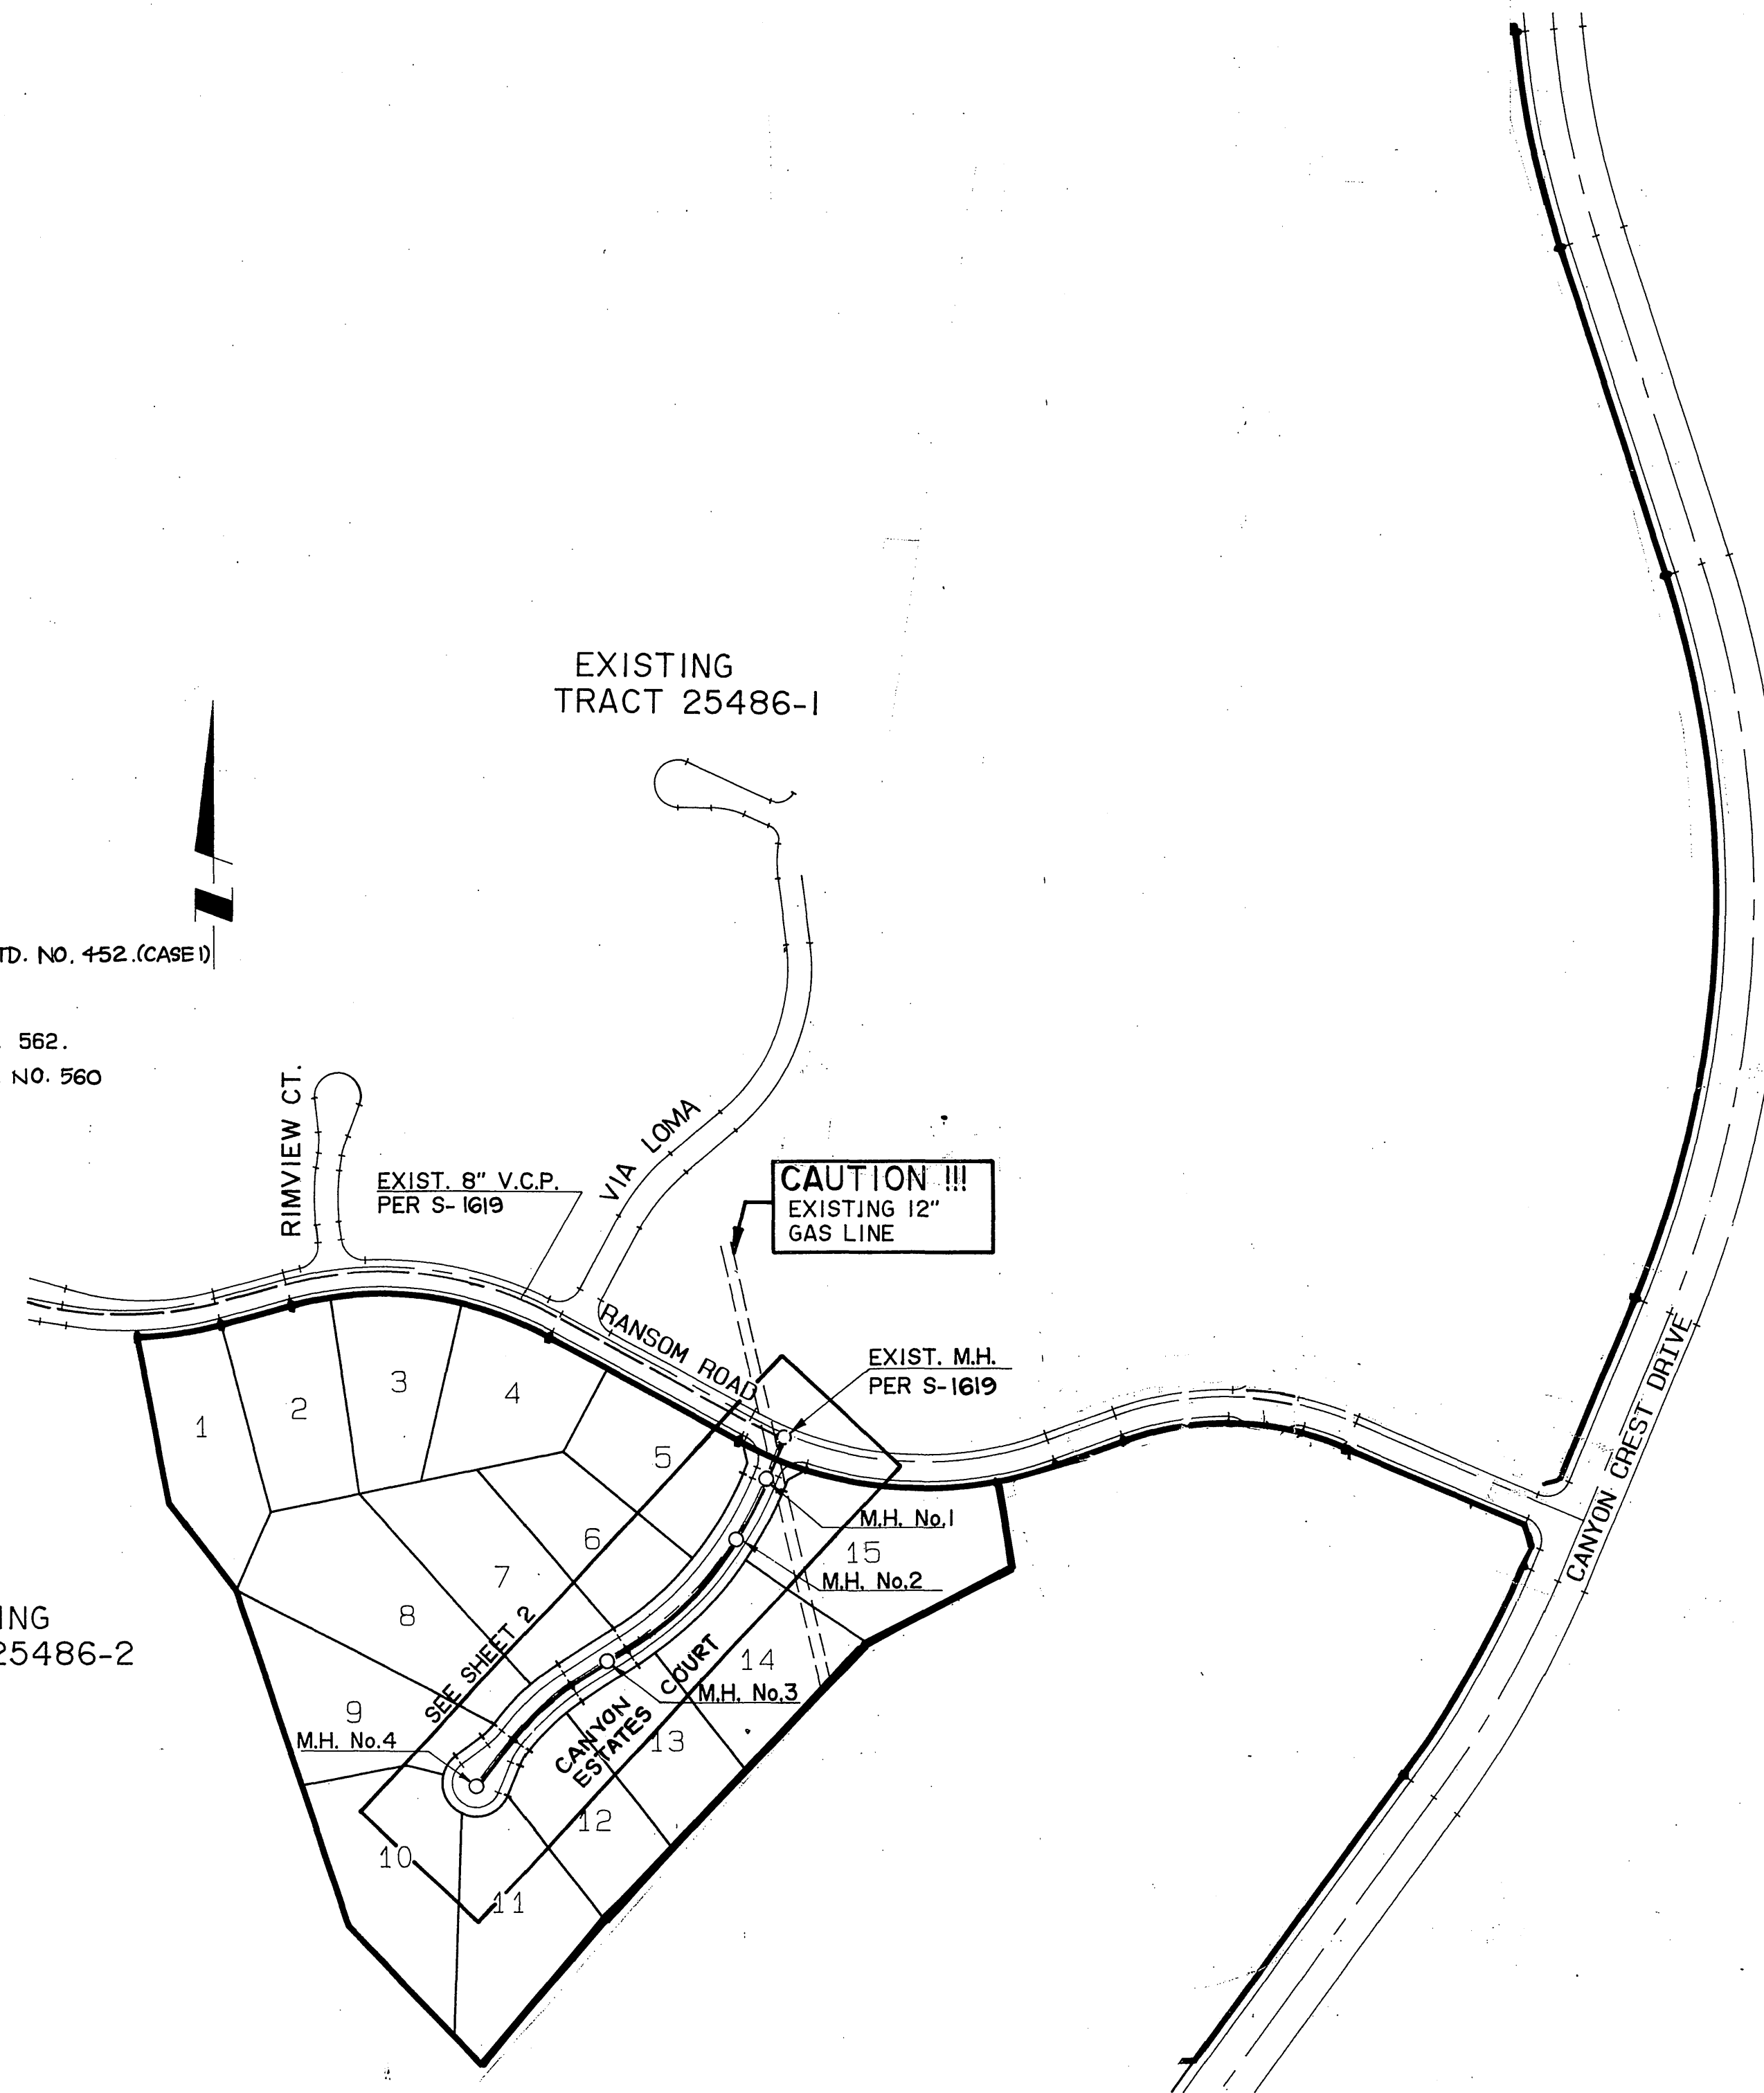 EXISTING
TRACT 25486-1
TD. NO. 452.(CASE 1)
562.
NO. 560
RIMVIEW CT.
EXIST. 8" V.C.P.
PER S-1619
VIA LOMA
CAUTION !!!
EXISTING 12"
GAS LINE
RANSOM ROAD
EXIST. M.H.
PER S-1619
CANYON CREST DRIVE
1
2
3
4
5
6
7
8
9
10
11
12
13
14
15
M.H. No.1
M.H. No.2
M.H. No.3
M.H. No.4
SEE SHEET 2
CANYON
ESTATES
COURT
ING
25486-2
N